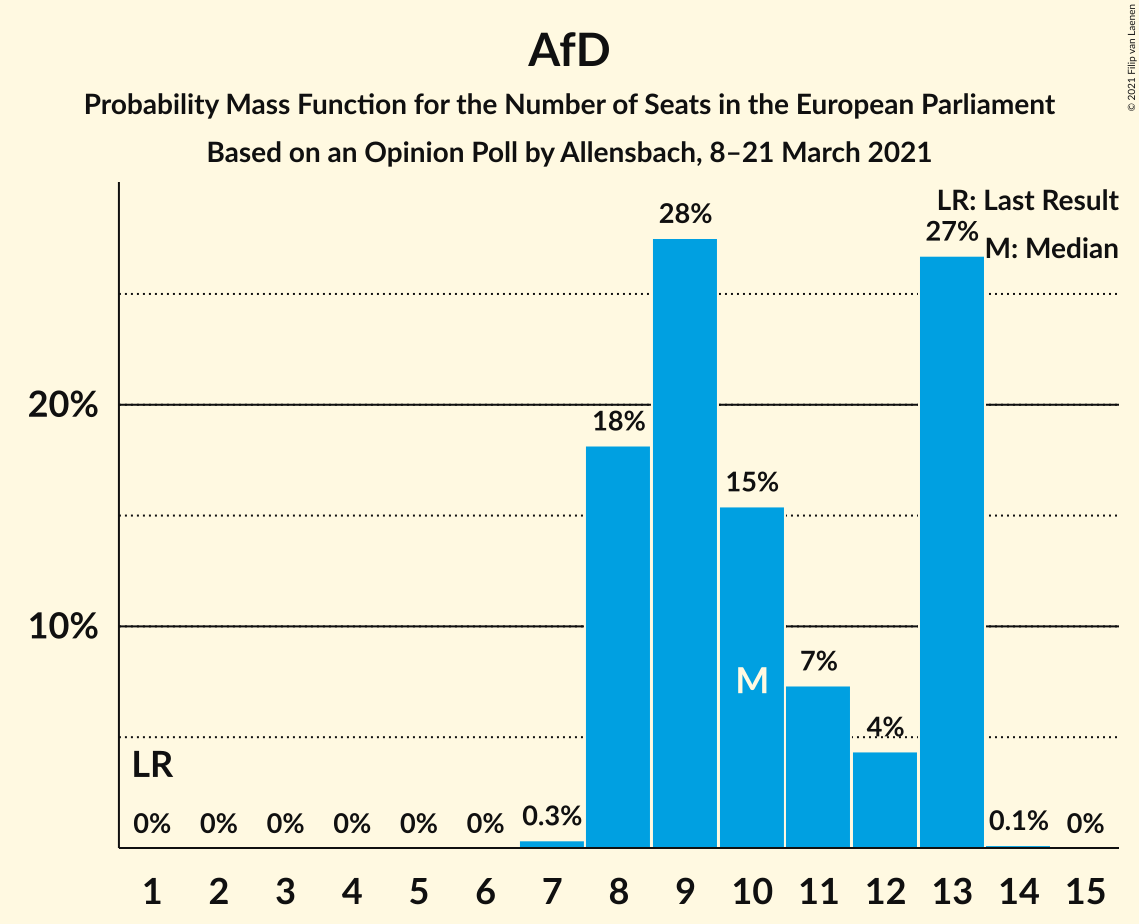 AfD
Probability Mass Function for the Number of Seats in the European Parliament
Based on an Opinion Poll by Allensbach, 8–21 March 2021
© 2021 Filip van Laenen
LR: Last Result
M: Median
28%
27%
20%
18%
15%
10%
7%
M
4%
LR
0% 0% 0% 0% 0% 0% 0.3% 0.1% 0%
1 2 3 4 5 6 7 8 9 10 11 12 13 14 15